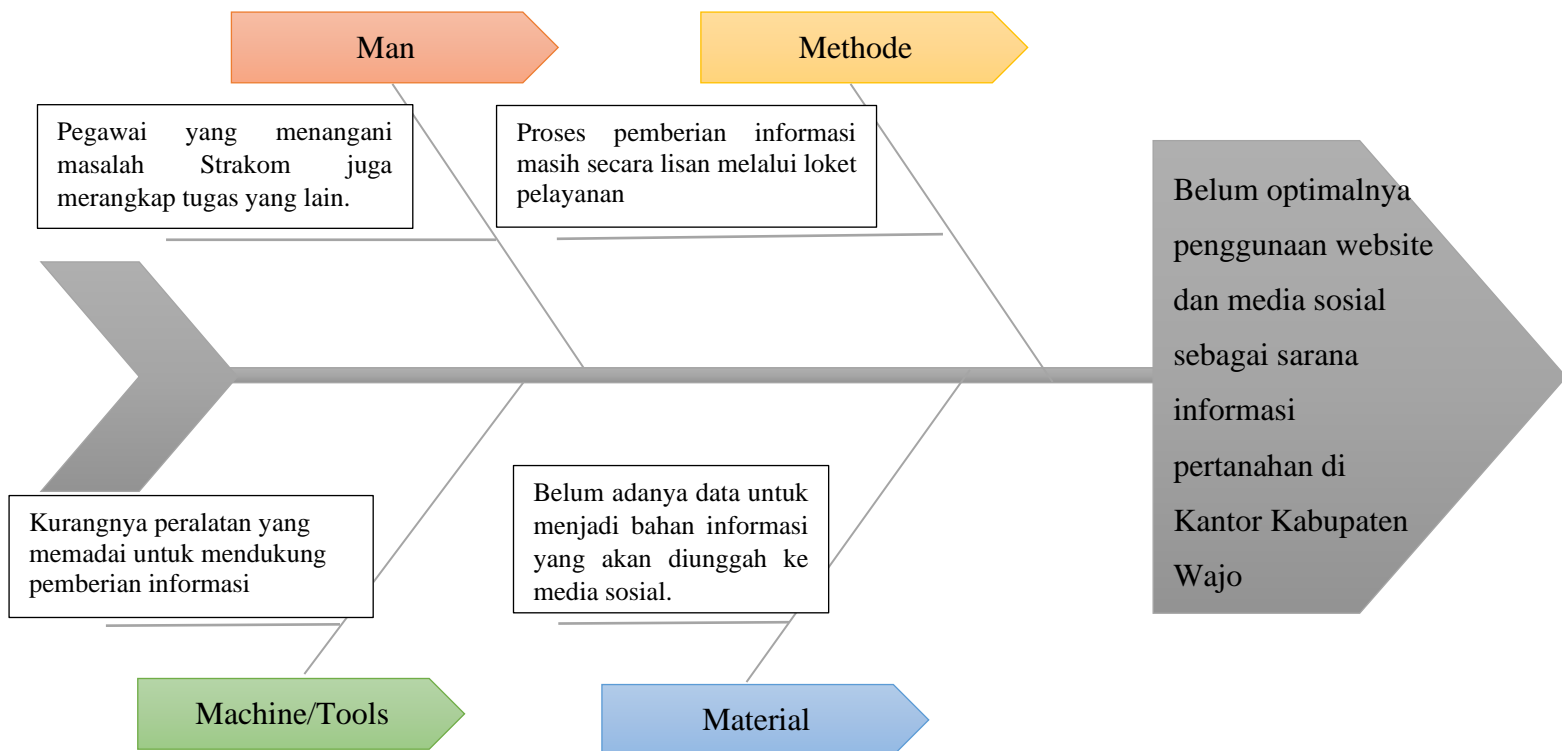 Man
Methode
Pegawai yang menangani
masalah Strakom juga
merangkap tugas yang lain.
Proses pemberian informasi
masih secara lisan melalui loket
pelayanan
Belum optimalnya
penggunaan website
dan media sosial
sebagai sarana
informasi
pertanahan di
Kantor Kabupaten
Wajo
Kurangnya peralatan yang
memadai untuk mendukung
pemberian informasi
Belum adanya data untuk
menjadi bahan informasi
yang akan diunggah ke
media sosial.
Machine/Tools
Material